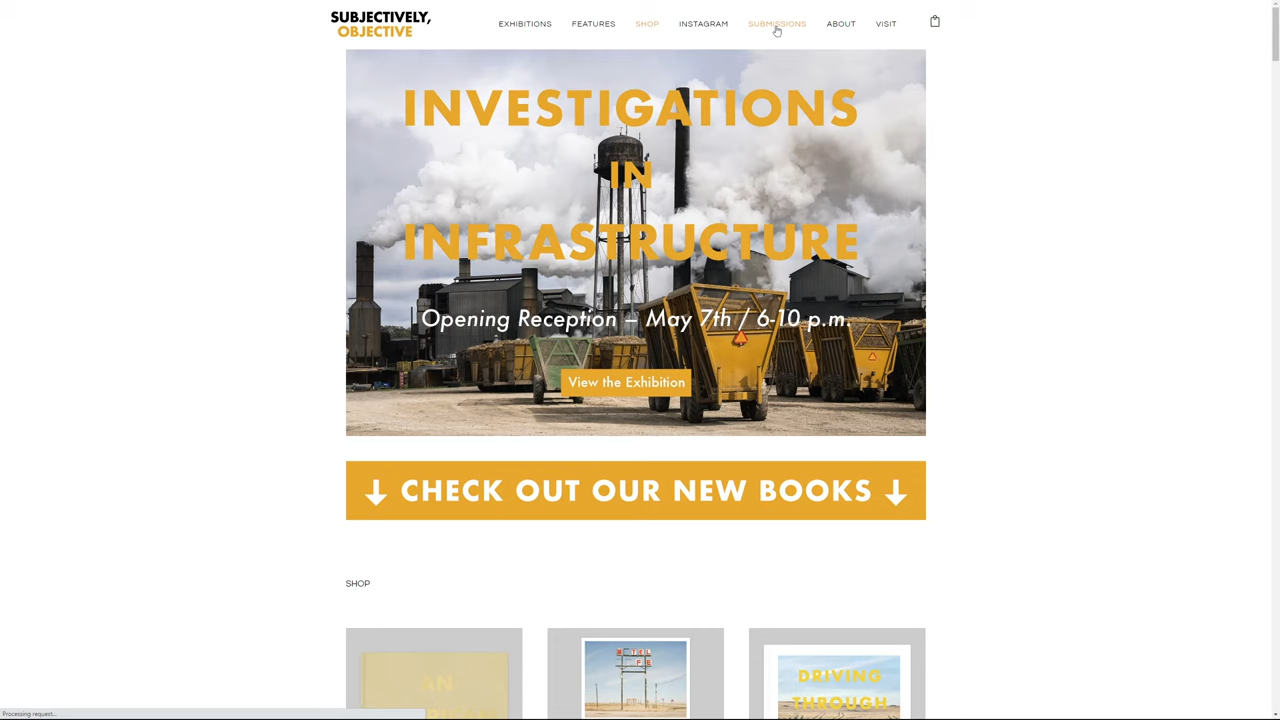 SUBJECTIVELY,
OBJECTIVE
EXHIBITIONS FEATURES SHOP INSTAGRAM SUBMISSIONS ABOUT VISIT
INVESTIGATIONS
IN
INFRASTRUCTURE
Opening Reception – May 7th / 6-10 p.m.
View the Exhibition
↓ CHECK OUT OUR NEW BOOKS ↓
SHOP
AN
DRIVING
THROUGH
Processing request...